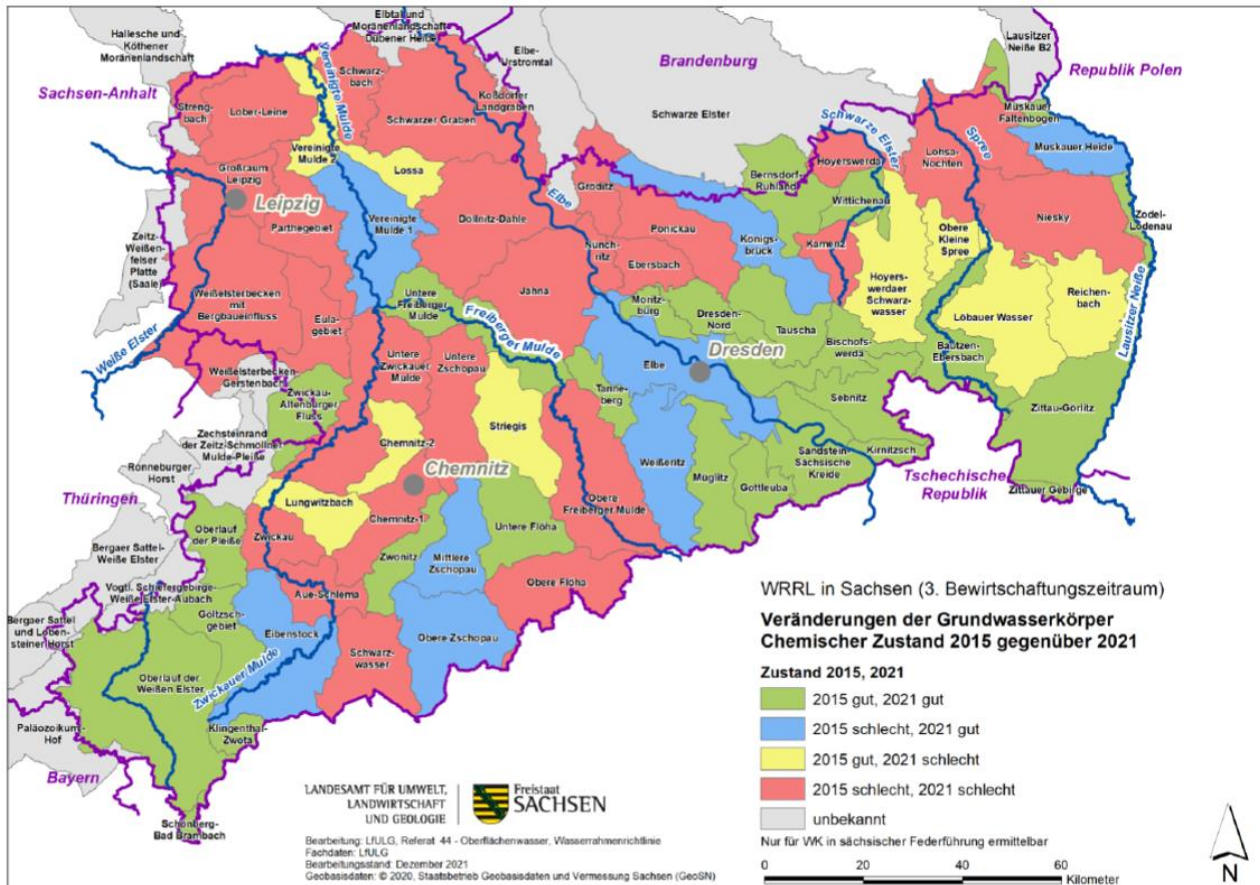 Hallesche und
Köthener
Moränenlandschaft
Elbtal und
Moränenlandschaft
Dübener Heide
Elbe-
Urstromtal
Brandenburg
Lausitzer
Neiße B2
Republik Polen
Sachsen-Anhalt
Vereinigte Mulde
Schwarz-
bach
Koßdorfer
Landgraben
Schwarze Elster
Streng-
bach
Lober-Leine
Schwarzer Graben
Schwarze Elster
Spree
Muskauer
Faltenbogen
Muskauer Heide
Vereinigte
Mulde 2
Lossa
Elbe
Gröditz
Bernsdorf-
Ruhland
Hoyerswerda
Lohsa-
Nochten
Großraum
Leipzig
Leipzig
Parthegebiet
Vereinigte
Mulde 1
Döllnitz-Dahle
Ponickau
Königs-
brück
Wittichenau
Kamenz
Niesky
Zodel-
Lodenau
Zeitz-
Weißen-
felser
Platte
(Saale)
Nünch-
ritz
Ebersbach
Obere
Kleine
Spree
Hoyers-
werdaer
Schwarz-
wasser
Reichen-
bach
Löbauer Wasser
Lausitzer Neiße
Weißelsterbecken
mit
Bergbaueinfluss
Eula-
gebiet
Untere
Freiberger
Mulde
Freiberger Mulde
Jahna
Moritz-
burg
Dresden-
Nord
Tauscha
Bischofs-
werda
Bautzen-
Ebersbach
Weiße Elster
Weißelsterbecken-
Gerstenbach
Untere
Zwickauer
Mulde
Untere
Zschopau
Dresden
Elbe
Tanne-
berg
Sebnitz
Zittau-Görlitz
Zwickau-
Altenburger
Fluss
Zechsteinrand
der Zeitz-Schmöllner
Mulde-Pleiße
Ronneburger
Horst
Chemnitz-2
Striegis
Weißeritz
Müglitz
Gottleuba
Sandstein-
Sächsische
Kreide
Kirnitzsch
Tschechische
Republik
Zittauer Gebirge
Thüringen
Chemnitz
Lungwitzbach
Chemnitz-1
Obere
Freiberger Mulde
Oberlauf
der Pleiße
Zwickau
Untere Flöha
Bergaer Sattel-
Weiße Elster
Zwönitz
Mittlere
Zschopau
Vogtl. Schiefergebirge-
Weiße Elster-Aubach
Bergaer Sattel
und Loben-
steiner Horst
Göltzsch-
gebiet
Aue-Schlema
Obere Flöha
Eibenstock
Obere Zschopau
Schwarz-
wasser
Zwickauer Mulde
Oberlauf der
Weißen Elster
Paläozoikum-
Hof
Klingenthal-
Zwota
Bayern
Schönberg-
Bad Brambach
WRRL in Sachsen (3. Bewirtschaftungszeitraum)
Veränderungen der Grundwasserkörper
Chemischer Zustand 2015 gegenüber 2021
Zustand 2015, 2021
2015 gut, 2021 gut
2015 schlecht, 2021 gut
2015 gut, 2021 schlecht
2015 schlecht, 2021 schlecht
unbekannt
Nur für WK in sächsischer Federführung ermittelbar
0 20 40 60
Kilometer
N
LANDESAMT FÜR UMWELT,
LANDWIRTSCHAFT
UND GEOLOGIE
Freistaat
SACHSEN
Bearbeitung: LfULG, Referat 44 - Oberflächenwasser, Wasserrahmenrichtlinie
Fachdaten: LfULG
Bearbeitungsstand: Dezember 2021
Geobasisdaten: © 2020, Staatsbetrieb Geobasisdaten und Vermessung Sachsen (GeoSN)